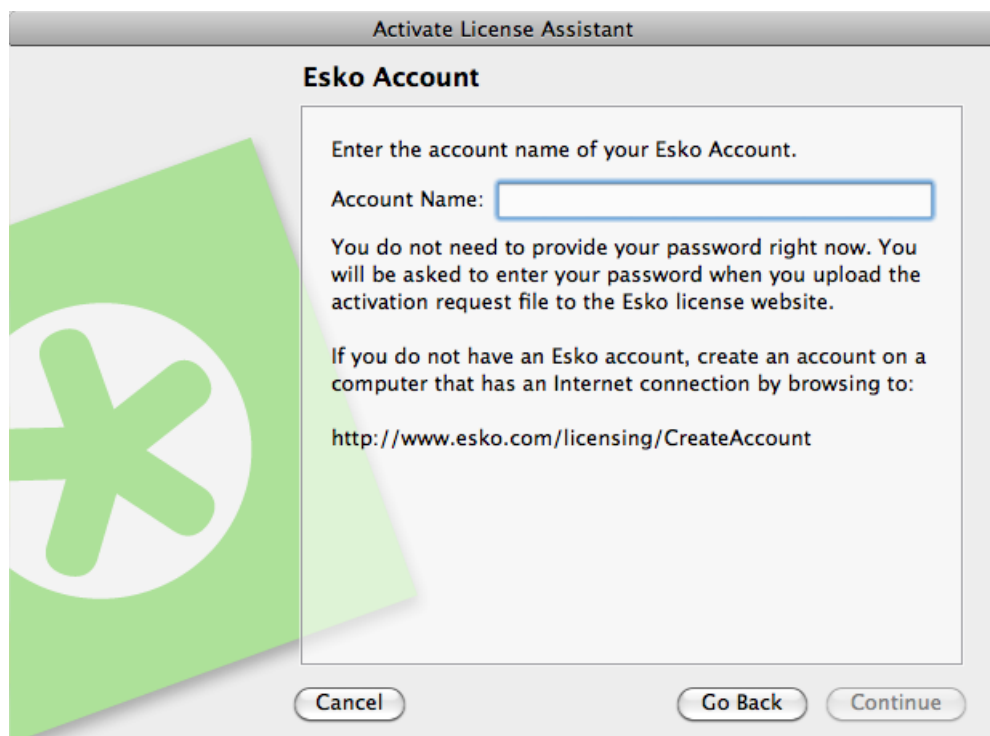 Activate License Assistant
Esko Account
Enter the account name of your Esko Account.
Account Name:
You do not need to provide your password right now. You
will be asked to enter your password when you upload the
activation request file to the Esko license website.
If you do not have an Esko account, create an account on a
computer that has an Internet connection by browsing to:
http://www.esko.com/licensing/CreateAccount
Cancel
Go Back
Continue